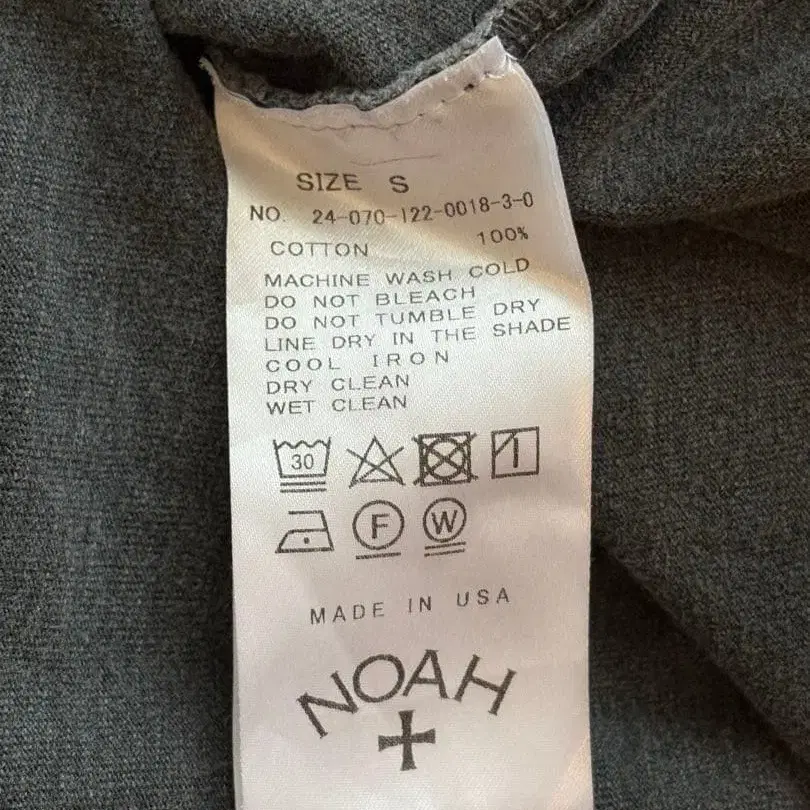 SIZE S
NO. 24-070-122-0018-3-0
COTTON 100%
MACHINE WASH COLD
DO NOT BLEACH
DO NOT TUMBLE DRY
LINE DRY IN THE SHADE
COOL IRON
DRY CLEAN
WET CLEAN
30
F W
MADE IN USA
NOAH